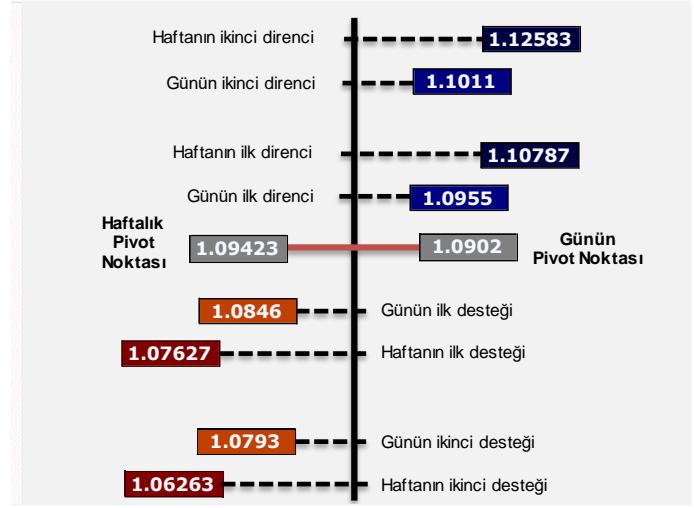 Haftanın ikinci direnci 1.12583
Günün ikinci direnci 1.1011
Haftanın ilk direnci 1.10787
Günün ilk direnci 1.0955
Haftalık
Pivot
Noktası
1.09423
1.0902
Günün
Pivot Noktası
1.0846 Günün ilk desteği
1.07627 Haftanın ilk desteği
1.0793 Günün ikinci desteği
1.06263 Haftanın ikinci desteği